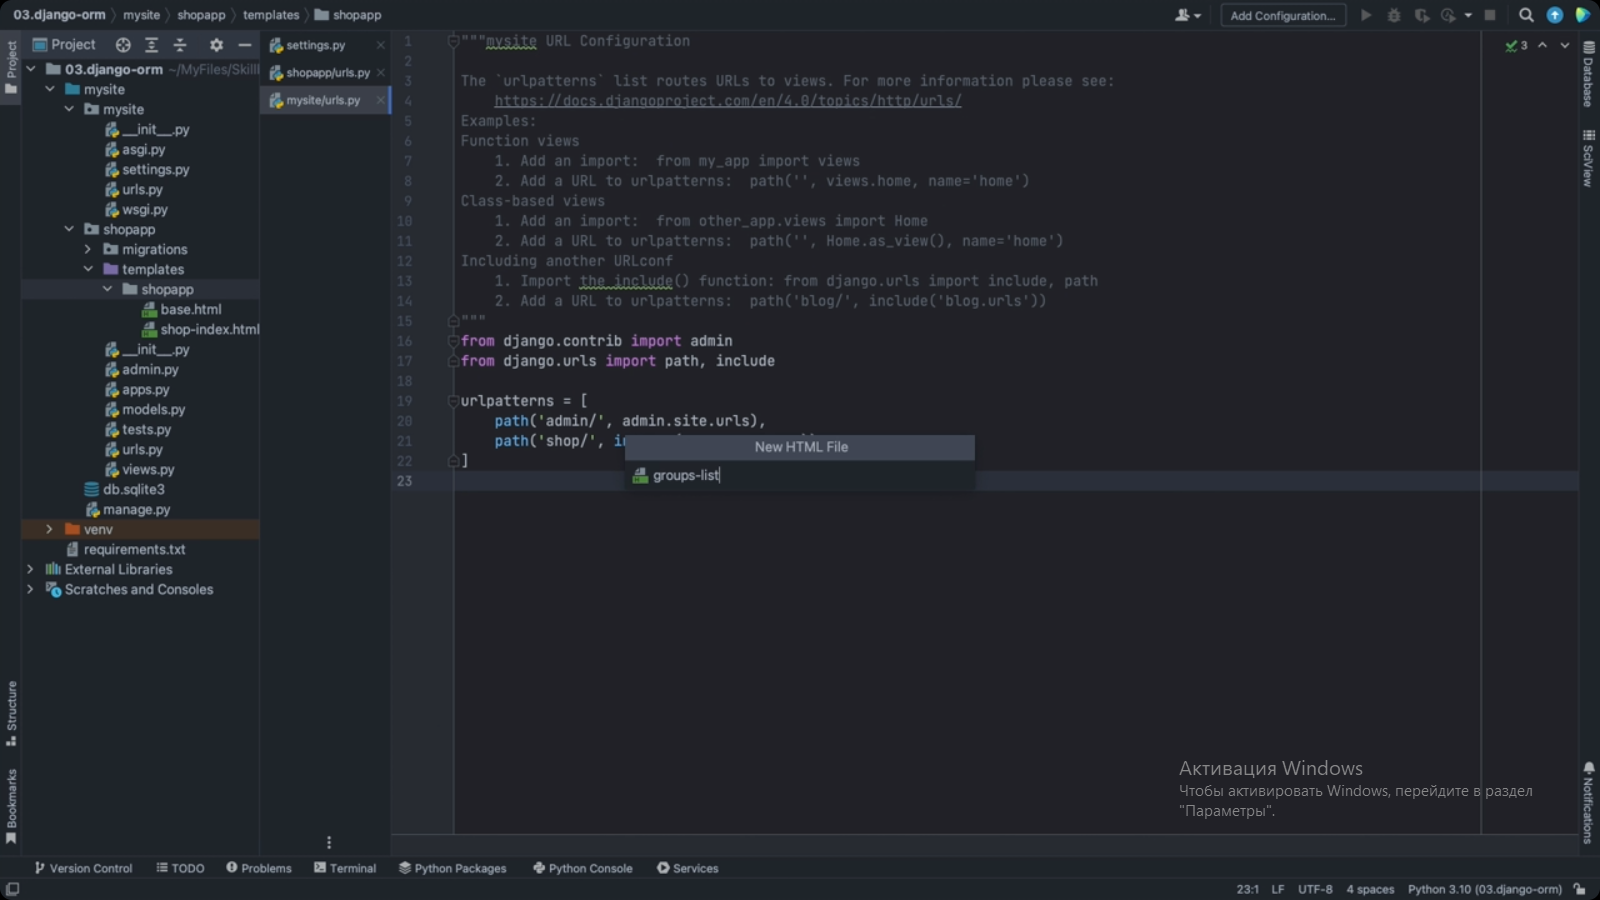 03.django-orm
mysite
shopapp
templates
shopapp
Add Configuration...
Project
Project
03.django-orm ~/MyFiles/Skill
mysite
mysite
__init__.py
asgi.py
settings.py
urls.py
wsgi.py
shopapp
migrations
templates
shopapp
base.html
shop-index.html
__init__.py
admin.py
apps.py
models.py
tests.py
urls.py
views.py
db.sqlite3
manage.py
venv
requirements.txt
External Libraries
Scratches and Consoles
Structure
Bookmarks
settings.py
shopapp/urls.py
mysite/urls.py
1 """mysite URL Configuration
2
3 The `urlpatterns` list routes URLs to views. For more information please see:
4 https://docs.djangoproject.com/en/4.0/topics/http/urls/
5 Examples:
6 Function views
7 1. Add an import:  from my_app import views
8 2. Add a URL to urlpatterns:  path('', views.home, name='home')
9 Class-based views
10 1. Add an import:  from other_app.views import Home
11 2. Add a URL to urlpatterns:  path('', Home.as_view(), name='home')
12 Including another URLconf
13 1. Import the include() function: from django.urls import include, path
14 2. Add a URL to urlpatterns:  path('blog/', include('blog.urls'))
15 """
16 from django.contrib import admin
17 from django.urls import path, include
18
19 urlpatterns = [
20 path('admin/', admin.site.urls),
21 path('shop/',
22 ]
23
New HTML File
groups-list
3
Database
SciView
Notifications
Активация Windows
Чтобы активировать Windows, перейдите в раздел
"Параметры".
Version Control
TODO
Problems
Terminal
Python Packages
Python Console
Services
23:1 LF UTF-8 4 spaces Python 3.10 (03.django-orm)